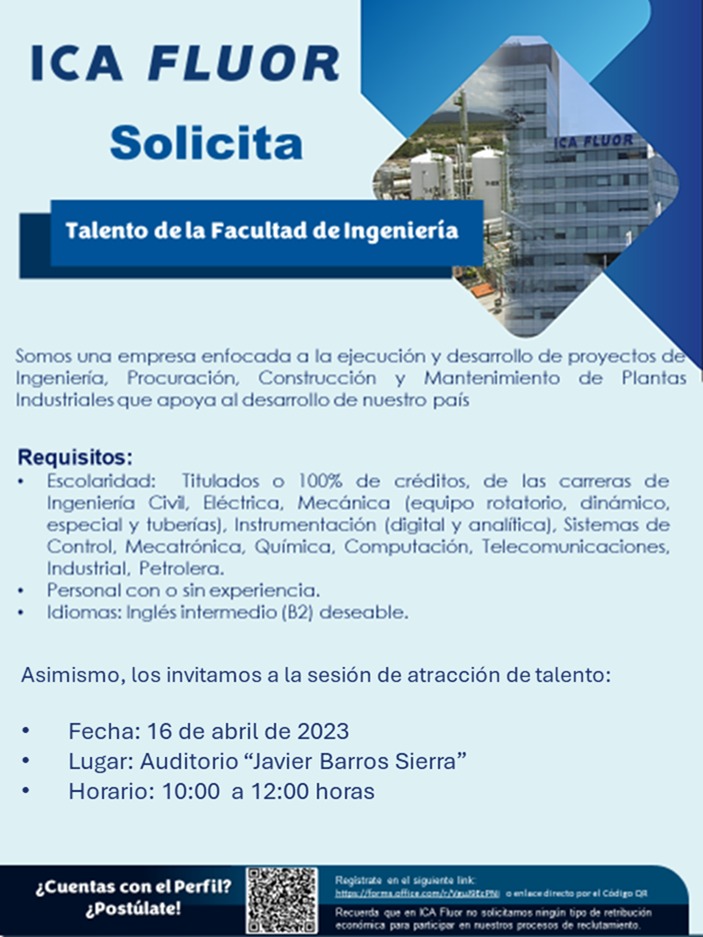 ICA FLUOR
Solicita
ICA FLUOR
Talento de la Facultad de Ingeniería
Somos una empresa enfocada a la ejecución y desarrollo de proyectos de
Ingeniería, Procuración, Construcción y Mantenimiento de Plantas
Industriales que apoya al desarrollo de nuestro país
Requisitos:
• Escolaridad: Titulados o 100% de créditos, de las carreras de
Ingeniería Civil, Eléctrica, Mecánica (equipo rotatorio, dinámico,
especial y tuberías), Instrumentación (digital y analítica), Sistemas de
Control, Mecatrónica, Química, Computación, Telecomunicaciones,
Industrial, Petrolera.
• Personal con o sin experiencia.
• Idiomas: Inglés intermedio (B2) deseable.
Asimismo, los invitamos a la sesión de atracción de talento:
• Fecha: 16 de abril de 2023
• Lugar: Auditorio “Javier Barros Sierra”
• Horario: 10:00 a 12:00 horas
¿Cuentas con el Perfil?
¡Postúlate!
Regístrate en el siguiente link:
o enlace directo por el Código QR
Recuerda que en ICA Fluor no solicitamos ningún tipo de retribución
económica para participar en nuestros procesos de reclutamiento.